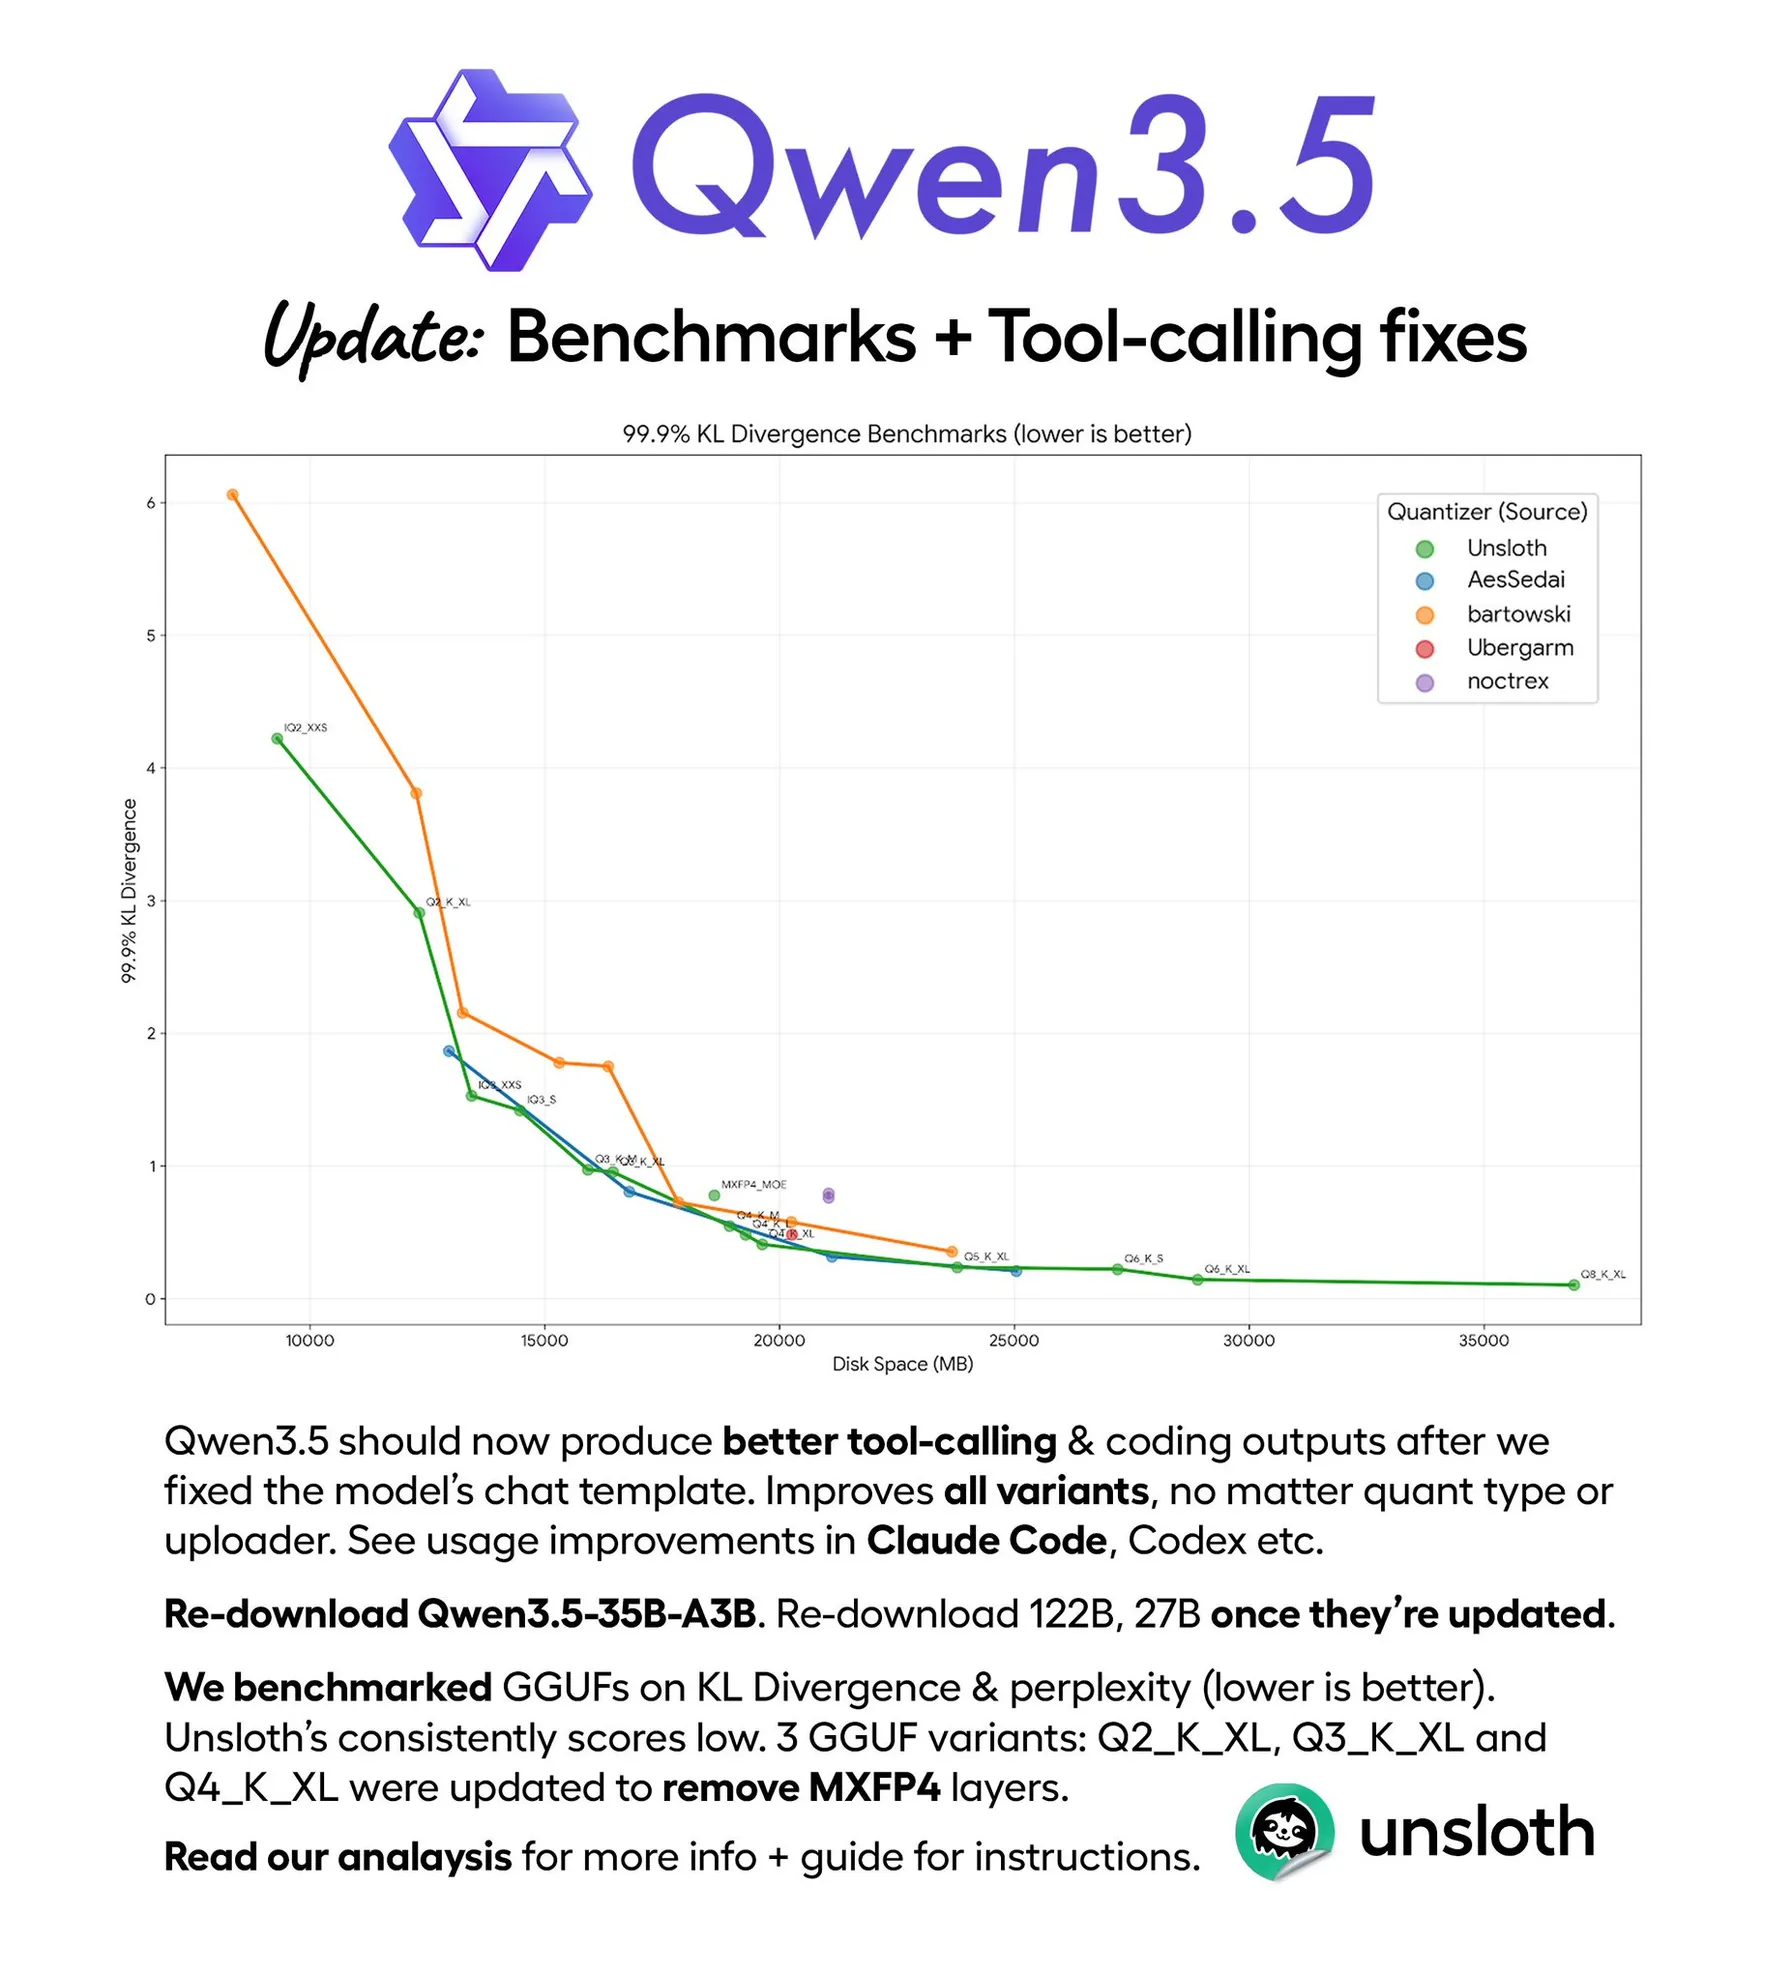 Qwen3.5
Update: Benchmarks + Tool-calling fixes
99.9% KL Divergence Benchmarks (lower is better)
Quantizer (Source)
Unsloth
AesSedai
bartowski
Ubergarm
noctrex
99.9% KL Divergence
6
5
4
3
2
1
0
IQ2_XXS
Q2_K_XL
IQ3_XXS
IQ3_S
Q3_K_M
Q3_K_XL
MXFP4_MOE
Q4_K_M
Q4_K_L
Q4_K_XL
Q5_K_XL
Q6_K_S
Q6_K_XL
Q8_K_XL
10000
15000
20000
25000
30000
35000
Disk Space (MB)
Qwen3.5 should now produce better tool-calling & coding outputs after we
fixed the model’s chat template. Improves all variants, no matter quant type or
uploader. See usage improvements in Claude Code, Codex etc.
Re-download Qwen3.5-35B-A3B. Re-download 122B, 27B once they’re updated.
We benchmarked GGUFs on KL Divergence & perplexity (lower is better).
Unsloth’s consistently scores low. 3 GGUF variants: Q2_K_XL, Q3_K_XL and
Q4_K_XL were updated to remove MXFP4 layers.
Read our analaysis for more info + guide for instructions.
unsloth